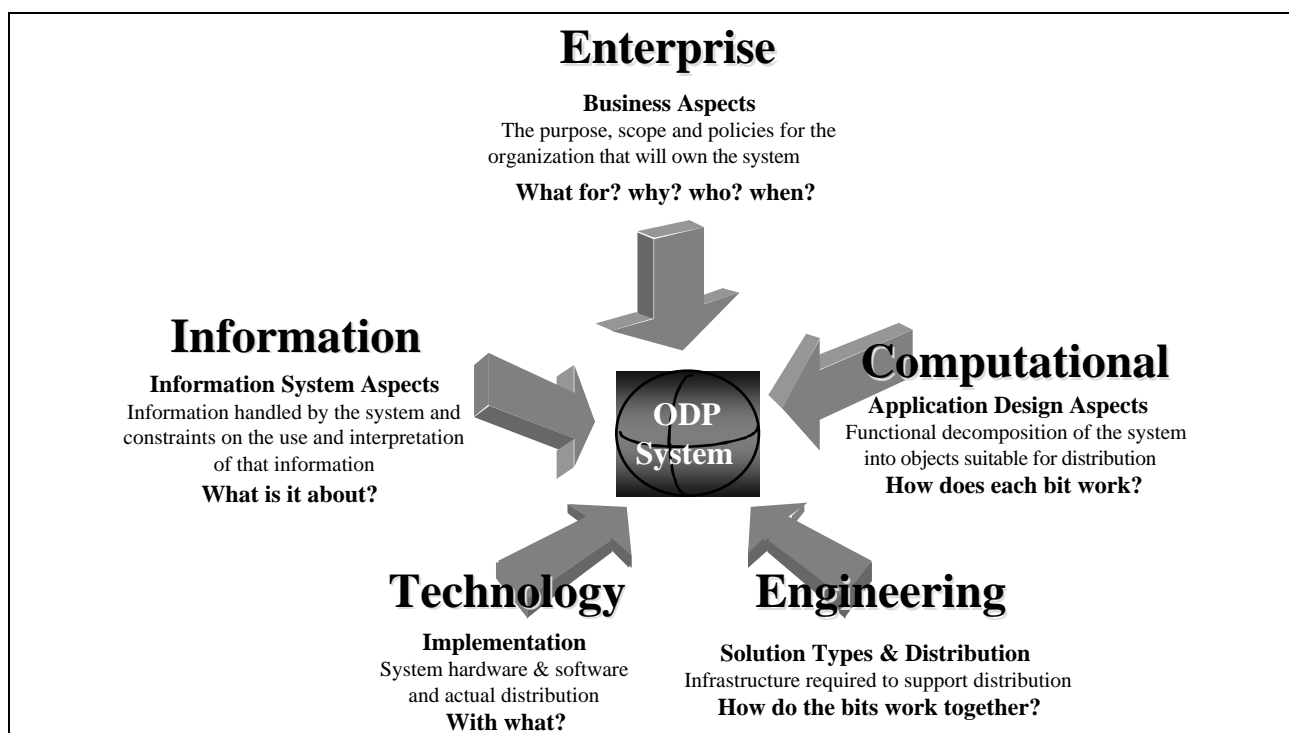 Enterprise
Business Aspects
The purpose, scope and policies for the
organization that will own the system
What for? why? who? when?
Information
Information System Aspects
Information handled by the system and
constraints on the use and interpretation
of that information
What is it about?
ODP
System
Computational
Application Design Aspects
Functional decomposition of the system
into objects suitable for distribution
How does each bit work?
Technology
Implementation
System hardware & software
and actual distribution
With what?
Engineering
Solution Types & Distribution
Infrastructure required to support distribution
How do the bits work together?